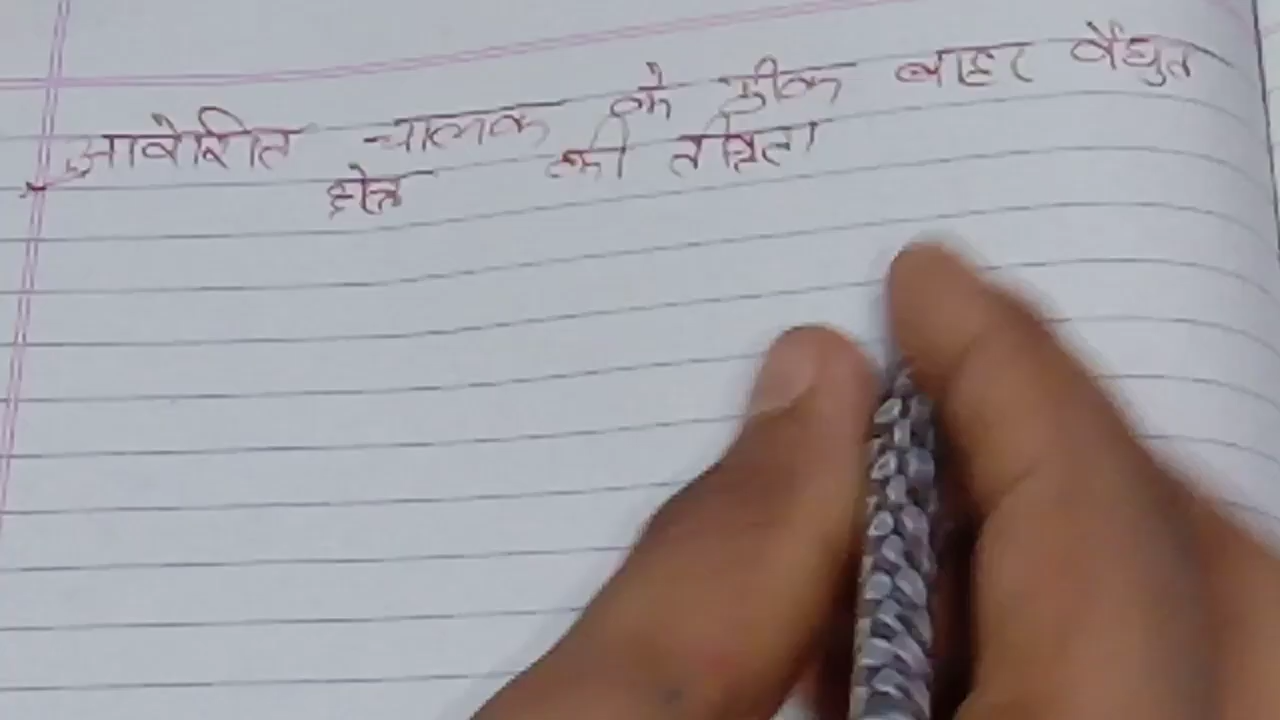 आवेशित चालक के ठीक बाहर वैद्युत
क्षेत्र की तीव्रता